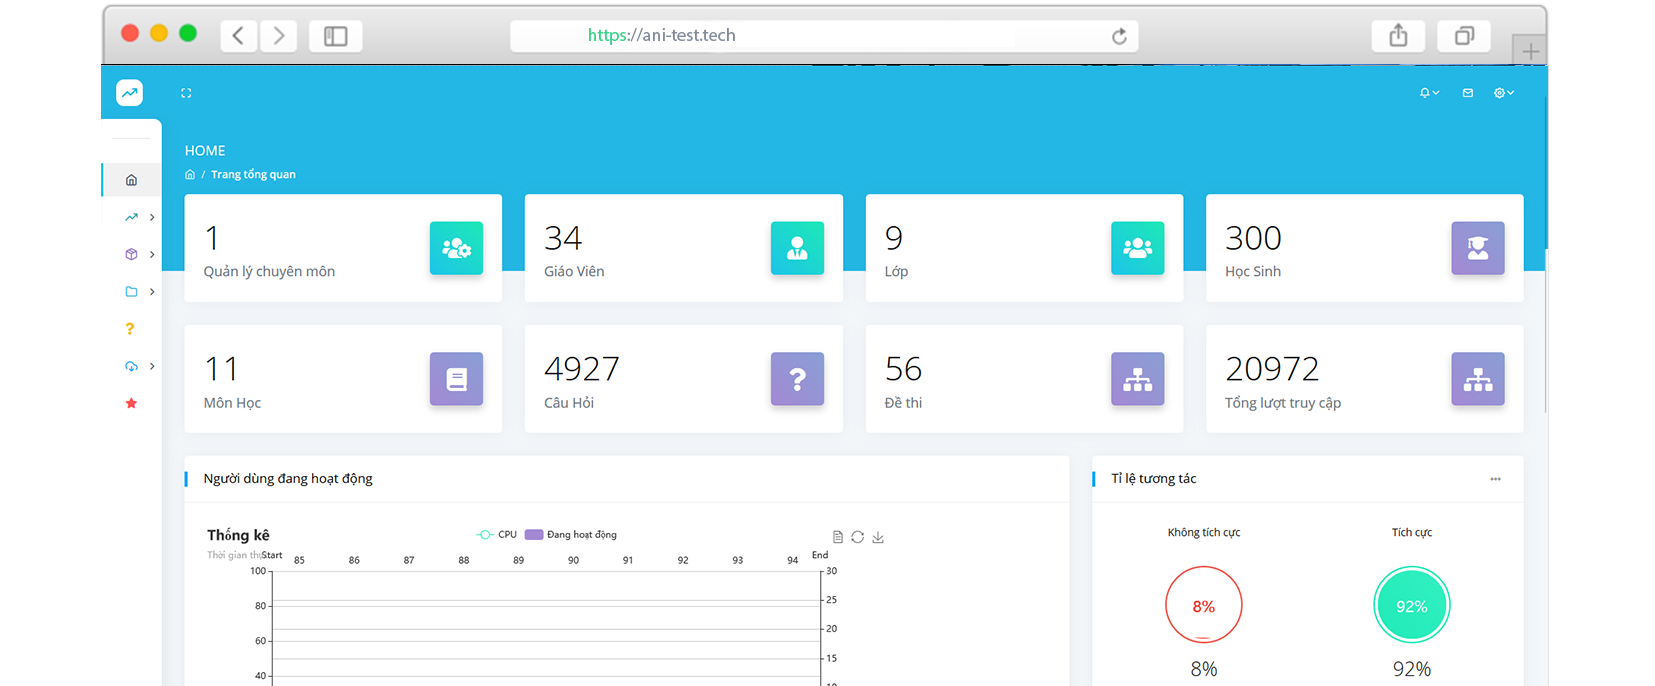 https://ani-test.tech
HOME
/ Trang tổng quan
1
Quản lý chuyên môn
34
Giáo Viên
9
Lớp
300
Học Sinh
11
Môn Học
4927
Câu Hỏi
56
Đề thi
20972
Tổng lượt truy cập
Người dùng đang hoạt động
Thống kê
Thời gian
CPU
Đang hoạt động
Start 85 86 87 88 89 90 91 92 93 94 End
100
80
60
40
30
25
20
15
Tỉ lệ tương tác
Không tích cực
8%
8%
Tích cực
92%
92%